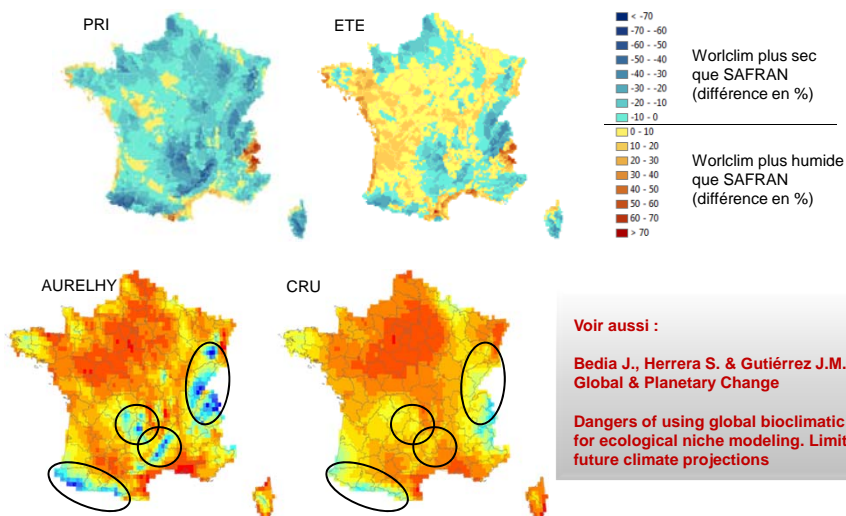 PRI
ETE
< -70
-70 - -60
-60 - -50
-50 - -40
-40 - -30
-30 - -20
-20 - -10
-10 - 0
0 - 10
10 - 20
20 - 30
30 - 40
40 - 50
50 - 60
60 - 70
> 70
Worlclim plus sec
que SAFRAN
(différence en %)
Worlclim plus humide
que SAFRAN
(différence en %)
AURELHY
CRU
Voir aussi :
Bedia J., Herrera S. & Gutiérrez J.M.
Global & Planetary Change
Dangers of using global bioclimatic
for ecological niche modeling. Limit
future climate projections